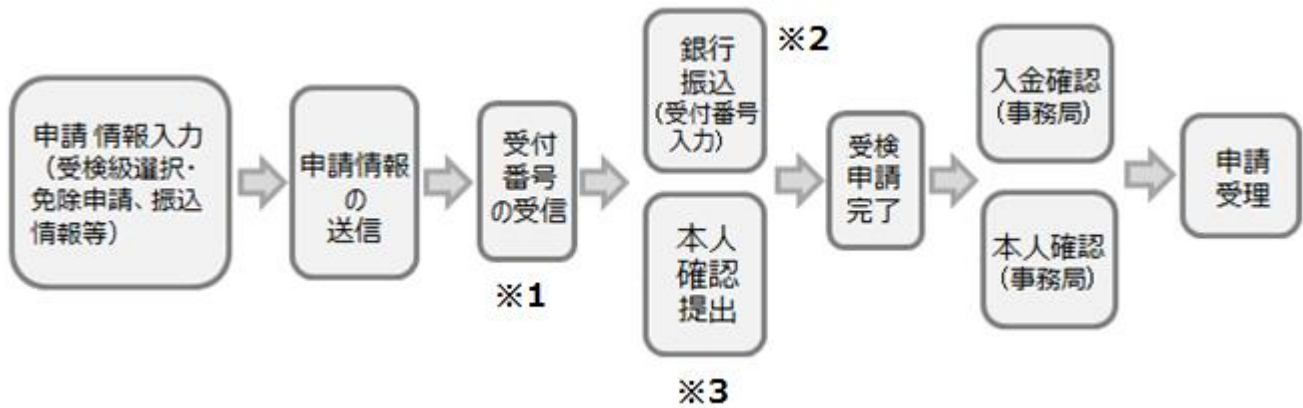 申請情報入力
（受検級選択・
免除申請、振込
情報等）
申請情報
の
送信
受付
番号
の受信
※1
銀行
振込
(受付番号
入力)
※2
本人
確認
提出
※3
受検
申請
完了
入金確認
(事務局)
本人確認
(事務局)
申請
受理